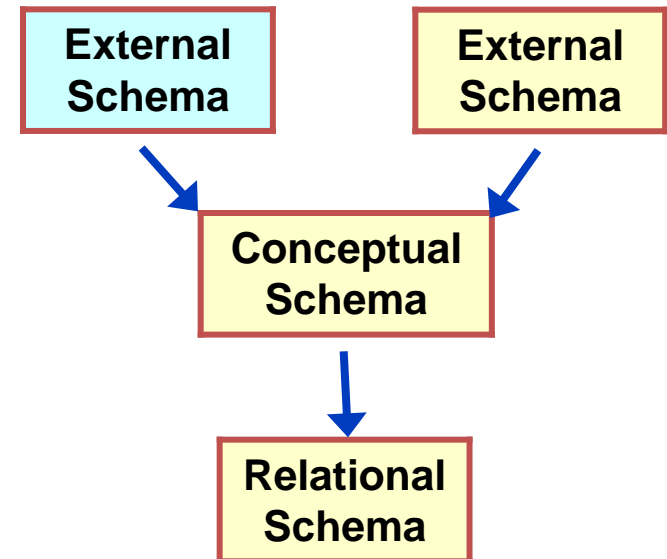 External
Schema
External
Schema
Conceptual
Schema
Relational
Schema